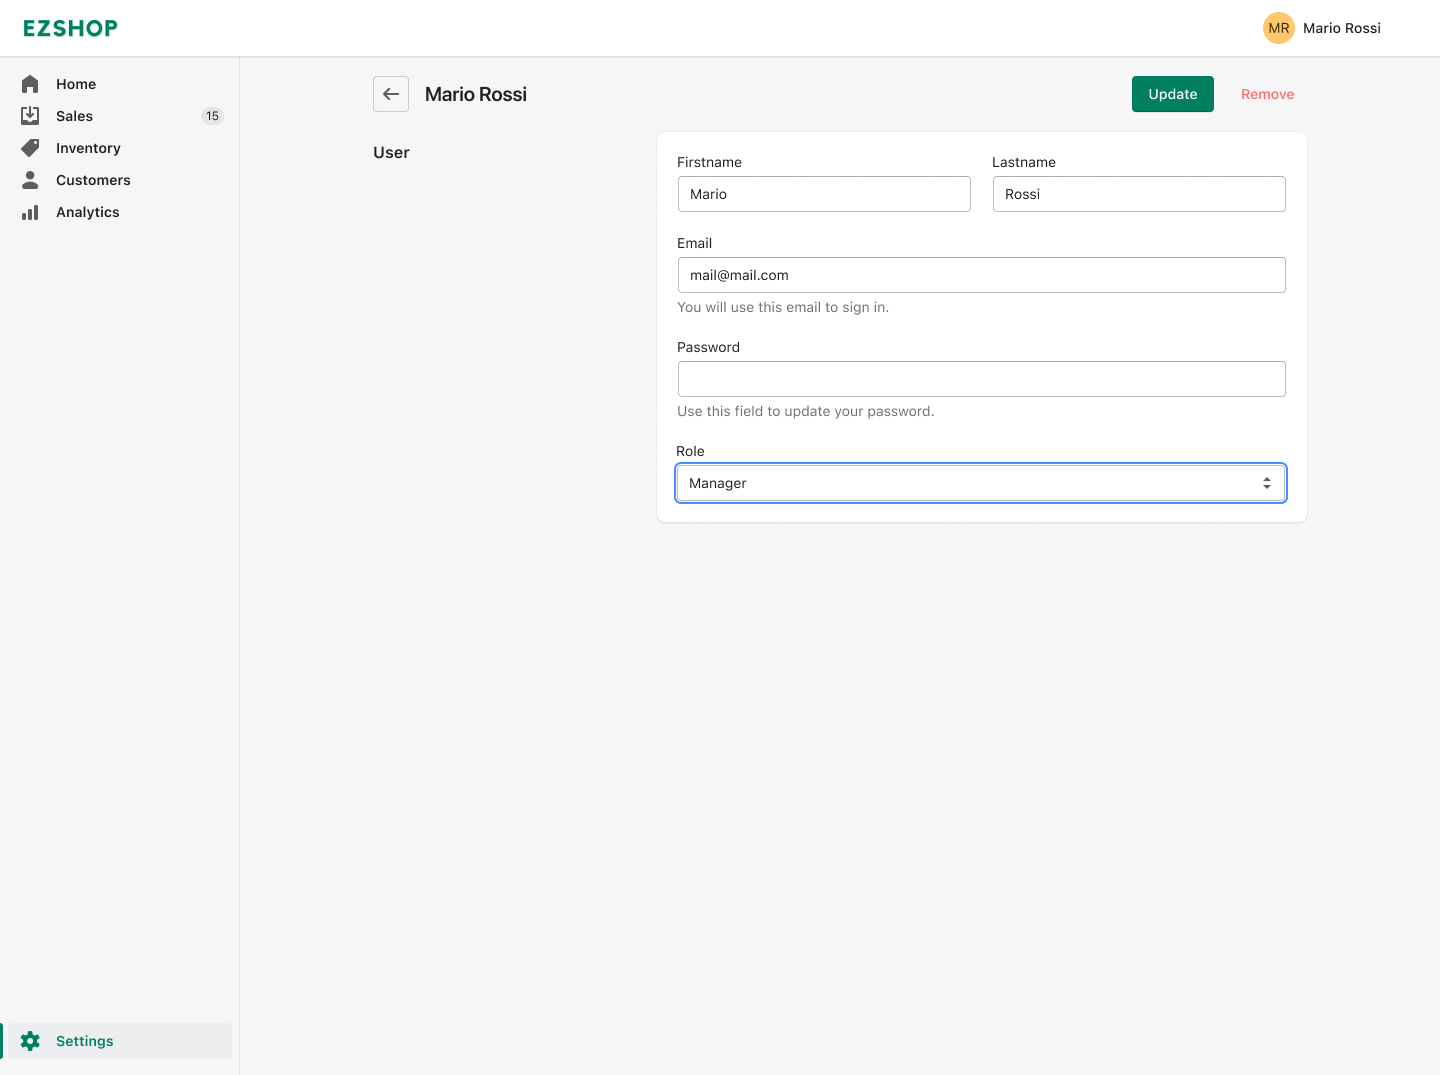 EZSHOP
MR Mario Rossi
Home
Sales 15
Inventory
Customers
Analytics
Settings
Mario Rossi
Update Remove
User
Firstname Lastname
Mario Rossi
Email
mail@mail.com
You will use this email to sign in.
Password
Use this field to update your password.
Role
Manager